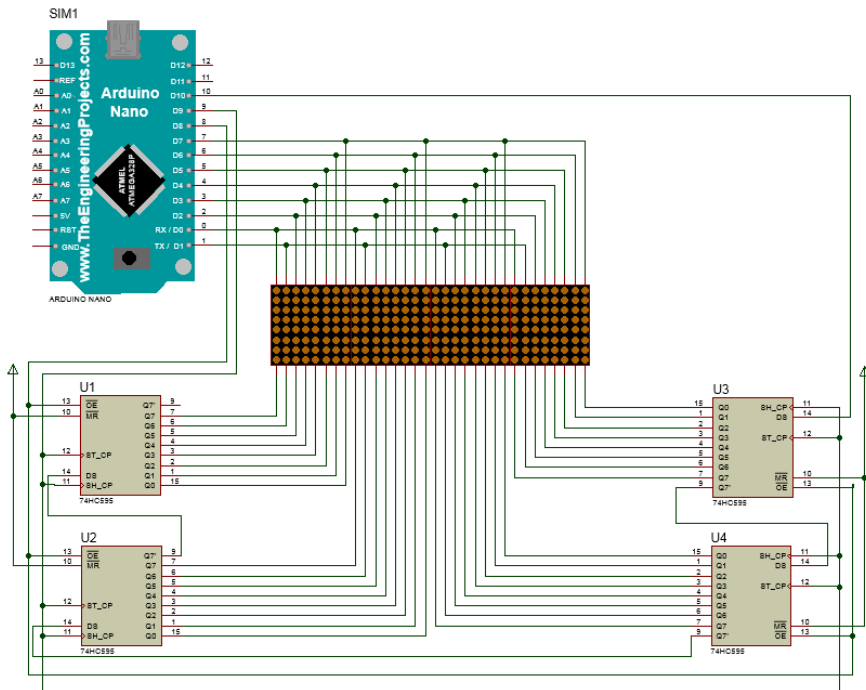 SIM1
www.TheEngineeringProjects.com
Arduino
Nano
ATMEL
ATMEGA328P
13 D13
REF
A0 A0
A1 A1
A2 A2
A3 A3
A4 A4
A5 A5
A6 A6
A7 A7
5V
RST
GND
D12 12
D11 11
D10 10
D9 9
D8 8
D7 7
D6 6
D5 5
D4 4
D3 3
D2 2
RX / D0 0
TX / D1 1
ARDUINO NANO
U1
13 OE Q7' 9
10 MR Q7 7
Q6 6
Q5 5
Q4 4
12 ST_CP Q3 3
Q2 2
14 DS Q1 1
11 SH_CP Q0 15
74HC595
U2
13 OE Q7' 9
10 MR Q7 7
Q6 6
Q5 5
Q4 4
12 ST_CP Q3 3
Q2 2
14 DS Q1 1
11 SH_CP Q0 15
74HC595
U3
15 Q0 SH_CP 11
1 Q1 DS 14
2 Q2
3 Q3 ST_CP 12
4 Q4
5 Q5
6 Q6
7 Q7 MR 10
9 Q7' OE 13
74HC595
U4
15 Q0 SH_CP 11
1 Q1 DS 14
2 Q2
3 Q3 ST_CP 12
4 Q4
5 Q5
6 Q6
7 Q7 MR 10
9 Q7' OE 13
74HC595